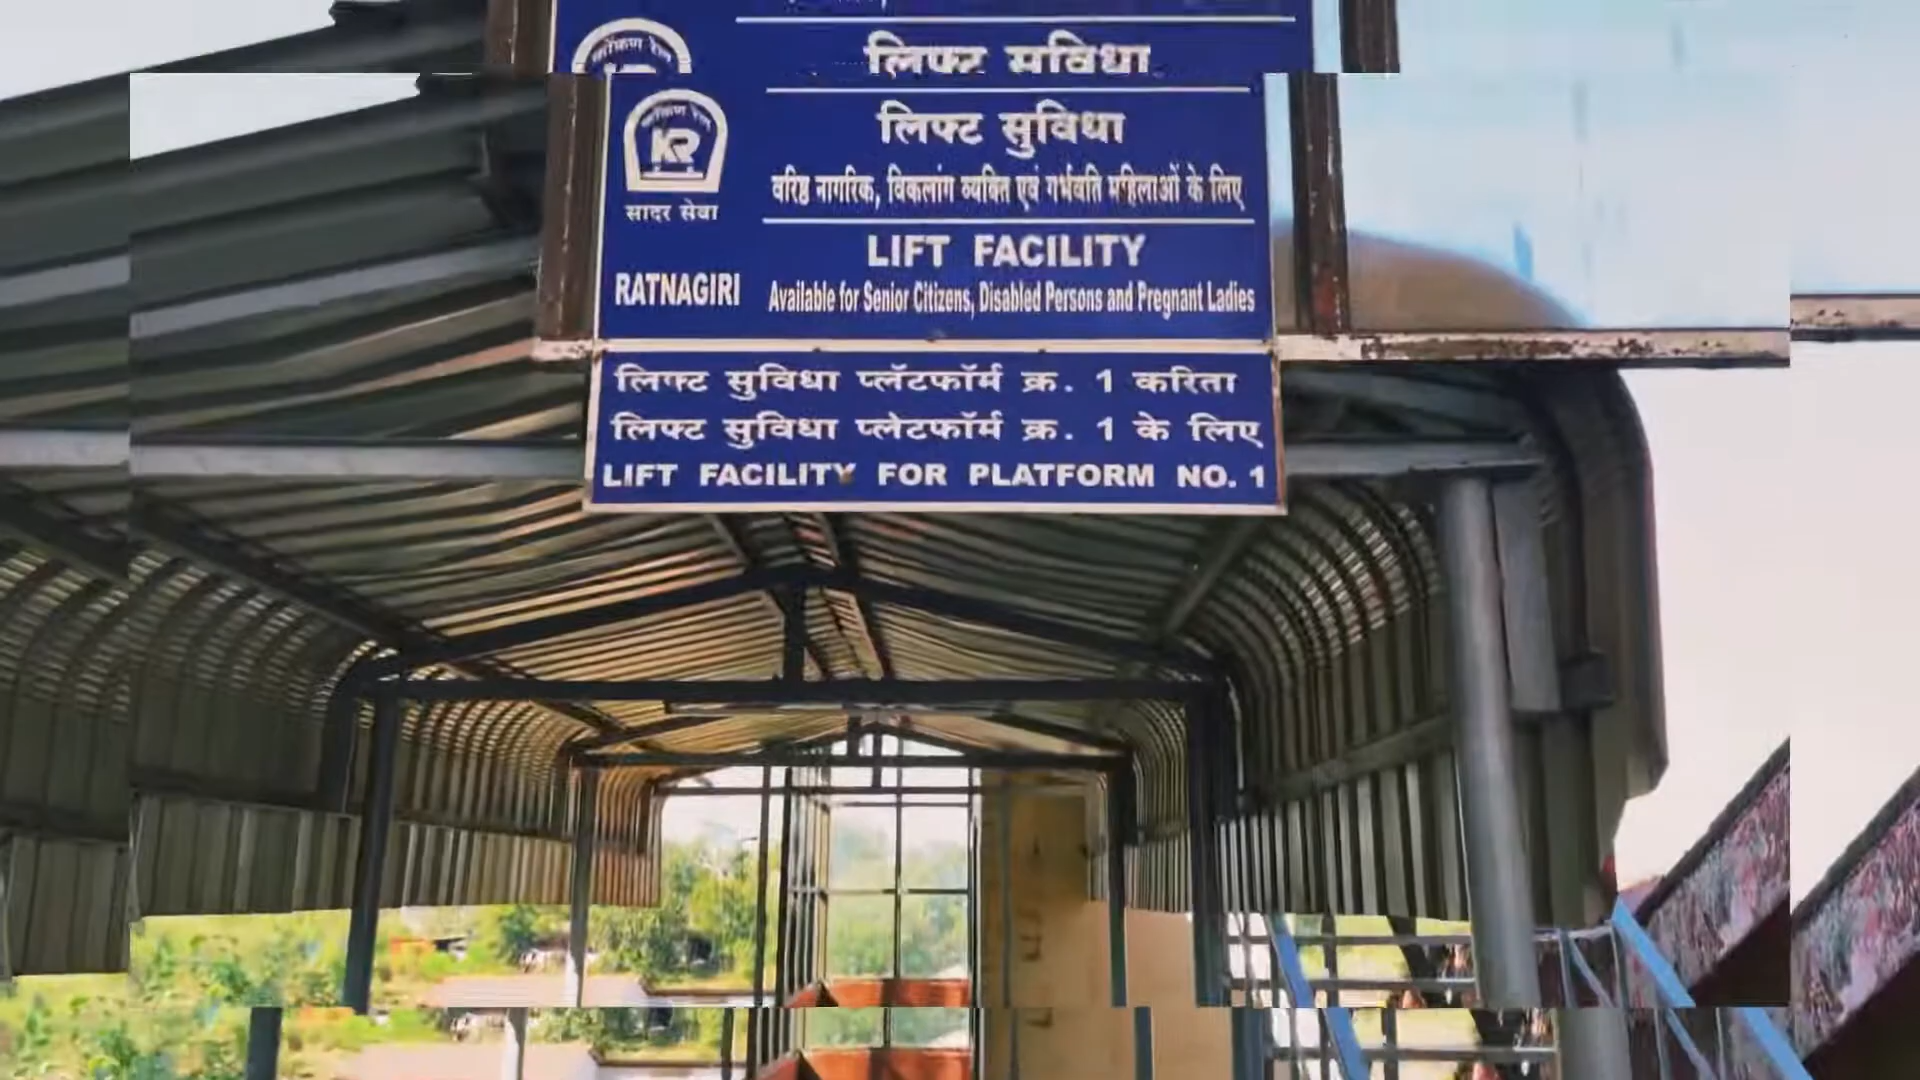 लिफ्ट सुविधा
कोंकण रेल
KR
लिफ्ट सुविधा
वरिष्ठ नागरिक, विकलांग व्यक्ति एवं गर्भवति महिलाओं के लिए
सादर सेवा
LIFT FACILITY
RATNAGIRI
Available for Senior Citizens, Disabled Persons and Pregnant Ladies
लिफ्ट सुविधा प्लॅटफॉर्म क्र. 1 करिता
लिफ्ट सुविधा प्लेटफॉर्म क्र. 1 के लिए
LIFT FACILITY FOR PLATFORM NO. 1